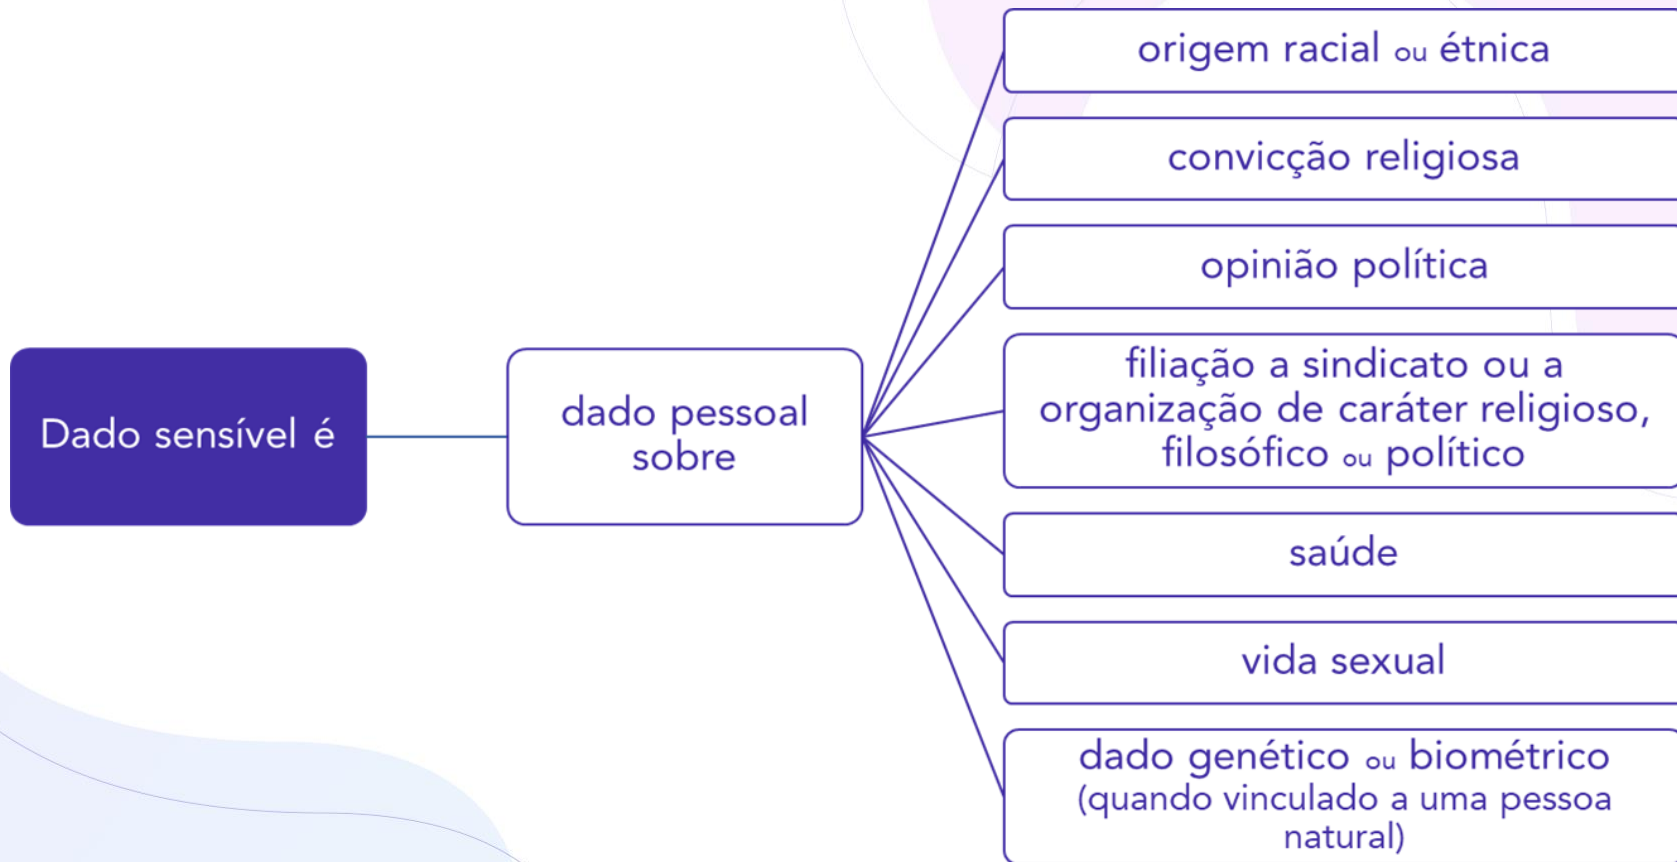 Dado sensível é
dado pessoal
sobre
origem racial ou étnica
convicção religiosa
opinião política
filiação a sindicato ou a
organização de caráter religioso,
filosófico ou político
saúde
vida sexual
dado genético ou biométrico
(quando vinculado a uma pessoa
natural)